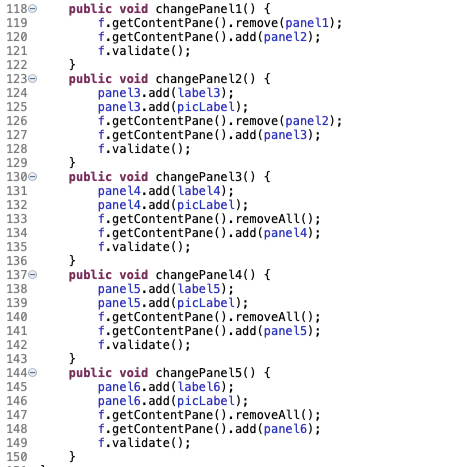 118 public void changePanel1() {
119 f.getContentPane().remove(panel1);
120 f.getContentPane().add(panel2);
121 f.validate();
122 }
123 public void changePanel2() {
124 panel3.add(label3);
125 panel3.add(picLabel);
126 f.getContentPane().remove(panel2);
127 f.getContentPane().add(panel3);
128 f.validate();
129 }
130 public void changePanel3() {
131 panel4.add(label4);
132 panel4.add(picLabel);
133 f.getContentPane().removeAll();
134 f.getContentPane().add(panel4);
135 f.validate();
136 }
137 public void changePanel4() {
138 panel5.add(label5);
139 panel5.add(picLabel);
140 f.getContentPane().removeAll();
141 f.getContentPane().add(panel5);
142 f.validate();
143 }
144 public void changePanel5() {
145 panel6.add(label6);
146 panel6.add(picLabel);
147 f.getContentPane().removeAll();
148 f.getContentPane().add(panel6);
149 f.validate();
150 }